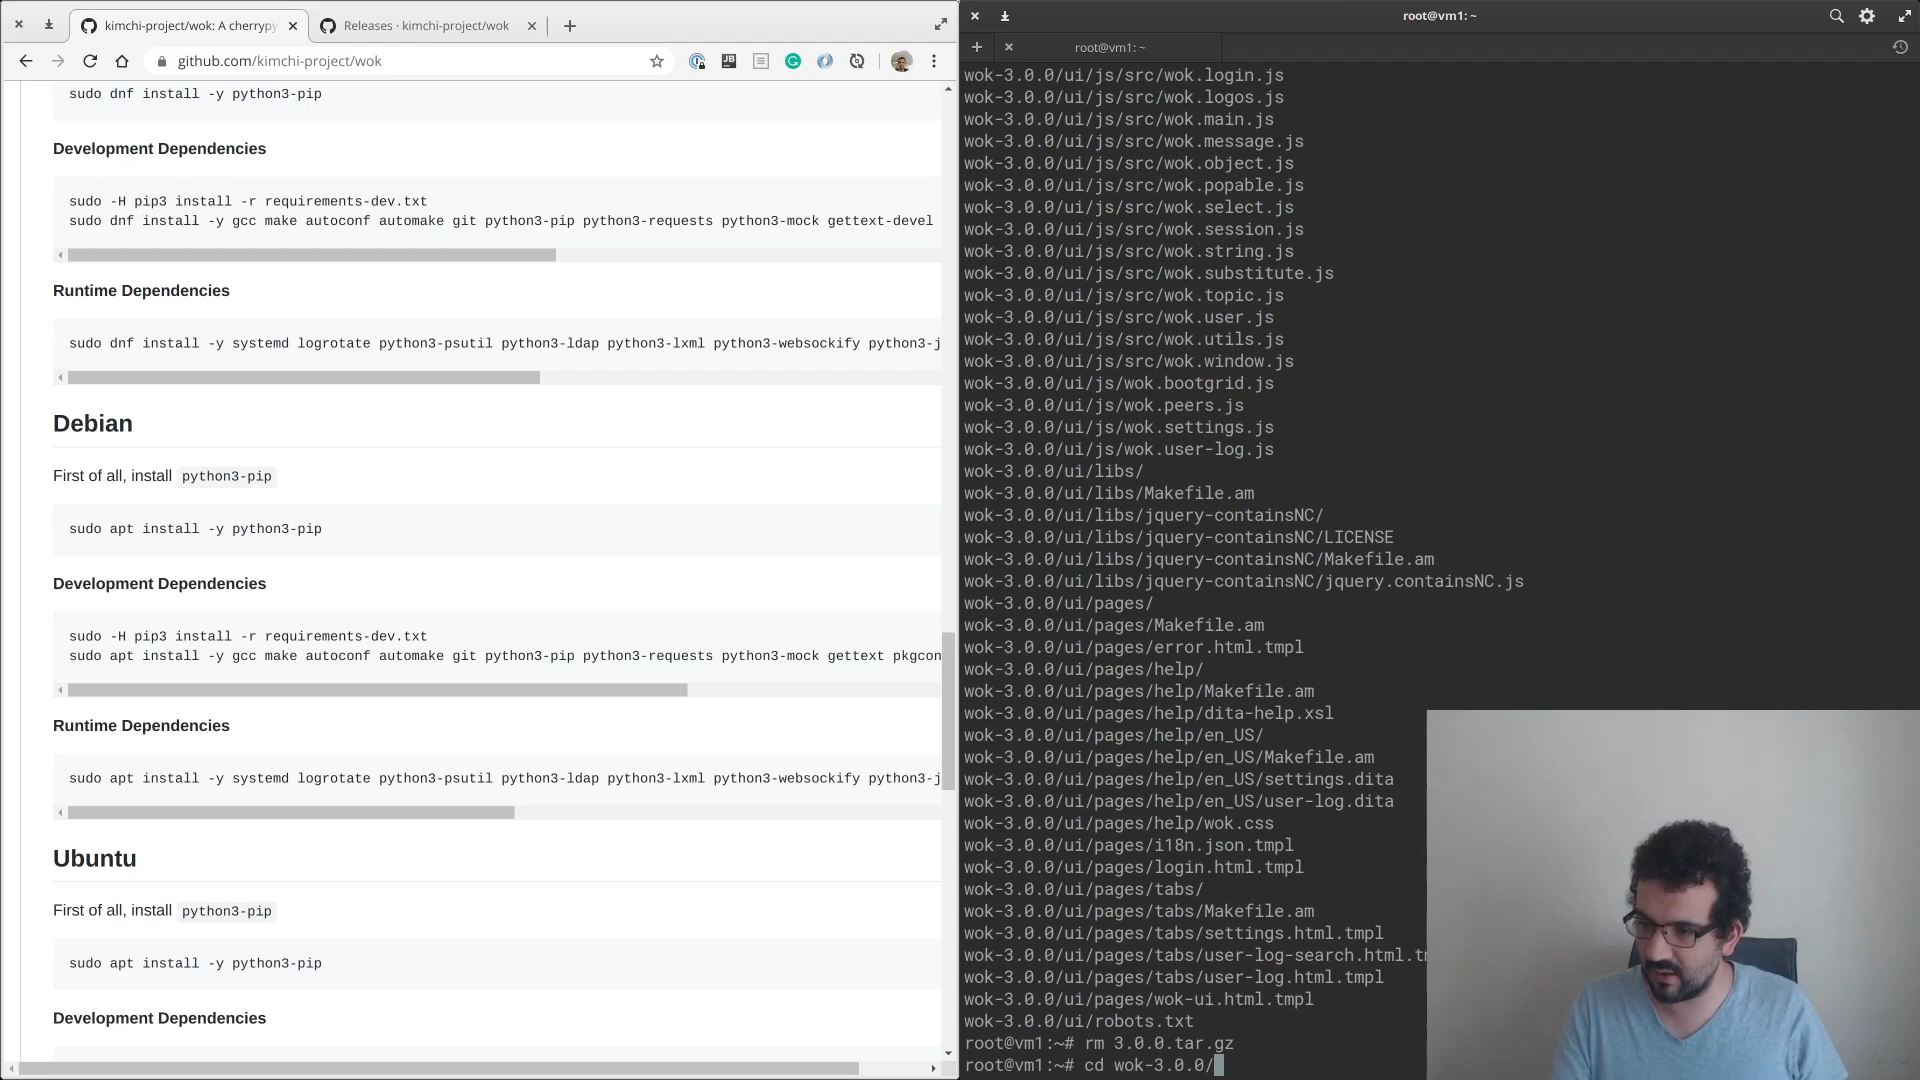 kimchi-project/wok: A cherrypy
Releases · kimchi-project/wok
github.com/kimchi-project/wok
sudo dnf install -y python3-pip
Development Dependencies
sudo -H pip3 install -r requirements-dev.txt
sudo dnf install -y gcc make autoconf automake git python3-pip python3-requests python3-mock gettext-devel
Runtime Dependencies
sudo dnf install -y systemd logrotate python3-psutil python3-ldap python3-lxml python3-websockify python3-j
Debian
First of all, install python3-pip
sudo apt install -y python3-pip
Development Dependencies
sudo -H pip3 install -r requirements-dev.txt
sudo apt install -y gcc make autoconf automake git python3-pip python3-requests python3-mock gettext pkgcon
Runtime Dependencies
sudo apt install -y systemd logrotate python3-psutil python3-ldap python3-lxml python3-websockify python3-j
Ubuntu
First of all, install python3-pip
sudo apt install -y python3-pip
Development Dependencies
root@vm1: ~
root@vm1: ~
wok-3.0.0/ui/js/src/wok.login.js
wok-3.0.0/ui/js/src/wok.logos.js
wok-3.0.0/ui/js/src/wok.main.js
wok-3.0.0/ui/js/src/wok.message.js
wok-3.0.0/ui/js/src/wok.object.js
wok-3.0.0/ui/js/src/wok.popable.js
wok-3.0.0/ui/js/src/wok.select.js
wok-3.0.0/ui/js/src/wok.session.js
wok-3.0.0/ui/js/src/wok.string.js
wok-3.0.0/ui/js/src/wok.substitute.js
wok-3.0.0/ui/js/src/wok.topic.js
wok-3.0.0/ui/js/src/wok.user.js
wok-3.0.0/ui/js/src/wok.utils.js
wok-3.0.0/ui/js/src/wok.window.js
wok-3.0.0/ui/js/wok.bootgrid.js
wok-3.0.0/ui/js/wok.peers.js
wok-3.0.0/ui/js/wok.settings.js
wok-3.0.0/ui/js/wok.user-log.js
wok-3.0.0/ui/libs/
wok-3.0.0/ui/libs/Makefile.am
wok-3.0.0/ui/libs/jquery-containsNC/
wok-3.0.0/ui/libs/jquery-containsNC/LICENSE
wok-3.0.0/ui/libs/jquery-containsNC/Makefile.am
wok-3.0.0/ui/libs/jquery-containsNC/jquery.containsNC.js
wok-3.0.0/ui/pages/
wok-3.0.0/ui/pages/Makefile.am
wok-3.0.0/ui/pages/error.html.tmpl
wok-3.0.0/ui/pages/help/
wok-3.0.0/ui/pages/help/Makefile.am
wok-3.0.0/ui/pages/help/dita-help.xsl
wok-3.0.0/ui/pages/help/en_US/
wok-3.0.0/ui/pages/help/en_US/Makefile.am
wok-3.0.0/ui/pages/help/en_US/settings.dita
wok-3.0.0/ui/pages/help/en_US/user-log.dita
wok-3.0.0/ui/pages/help/wok.css
wok-3.0.0/ui/pages/i18n.json.tmpl
wok-3.0.0/ui/pages/login.html.tmpl
wok-3.0.0/ui/pages/tabs/
wok-3.0.0/ui/pages/tabs/Makefile.am
wok-3.0.0/ui/pages/tabs/settings.html.tmpl
wok-3.0.0/ui/pages/tabs/user-log-search.html.tm
wok-3.0.0/ui/pages/tabs/user-log.html.tmpl
wok-3.0.0/ui/pages/wok-ui.html.tmpl
wok-3.0.0/ui/robots.txt
root@vm1:~# rm 3.0.0.tar.gz
root@vm1:~# cd wok-3.0.0/